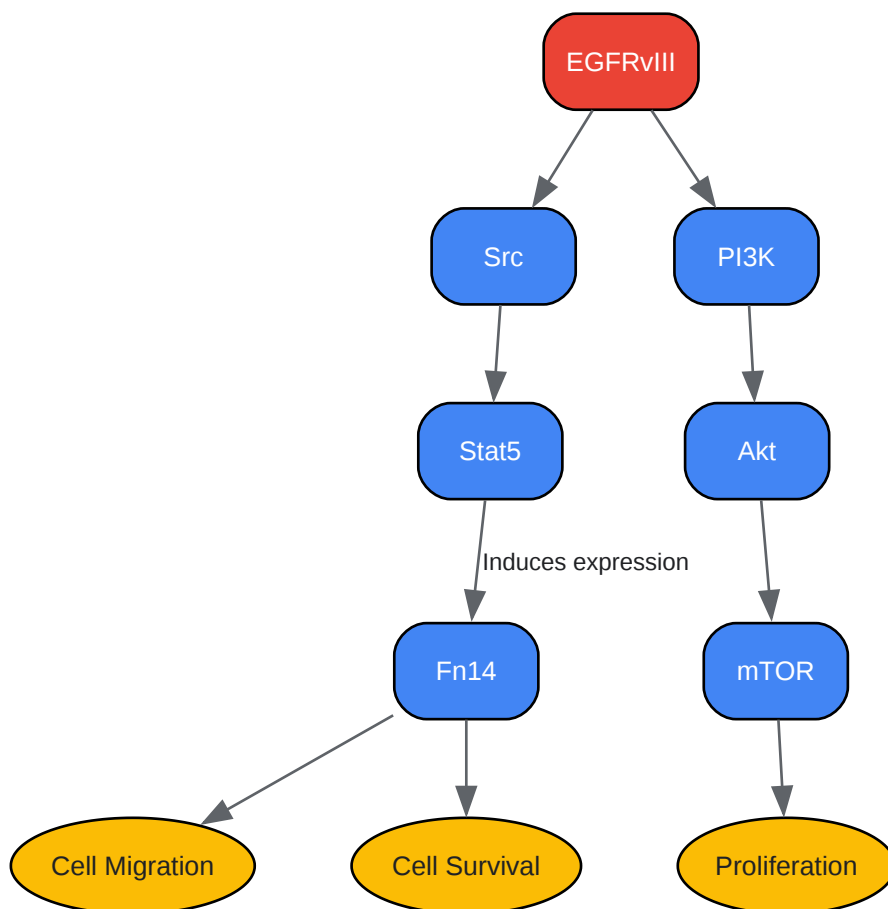 EGFRvIII
Src
PI3K
Stat5
Akt
Induces expression
Fn14
mTOR
Cell Migration
Cell Survival
Proliferation